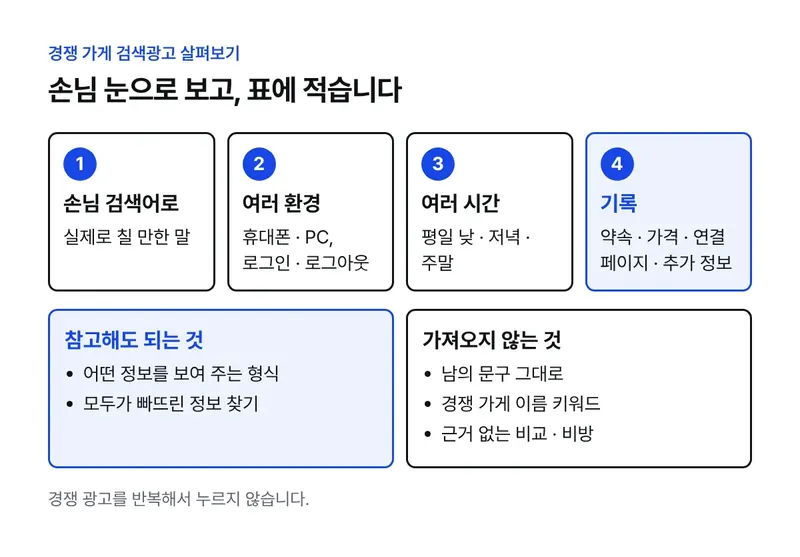 경쟁 가게 검색광고 살펴보기
손님 눈으로 보고, 표에 적습니다
1
손님 검색어로
실제로 칠 만한 말
2
여러 환경
휴대폰 · PC,
로그인 · 로그아웃
3
여러 시간
평일 낮 · 저녁 ·
주말
4
기록
약속 · 가격 · 연결
페이지 · 추가 정보
참고해도 되는 것
• 어떤 정보를 보여 주는 형식
• 모두가 빠뜨린 정보 찾기
가져오지 않는 것
• 남의 문구 그대로
• 경쟁 가게 이름 키워드
• 근거 없는 비교 · 비방
경쟁 광고를 반복해서 누르지 않습니다.